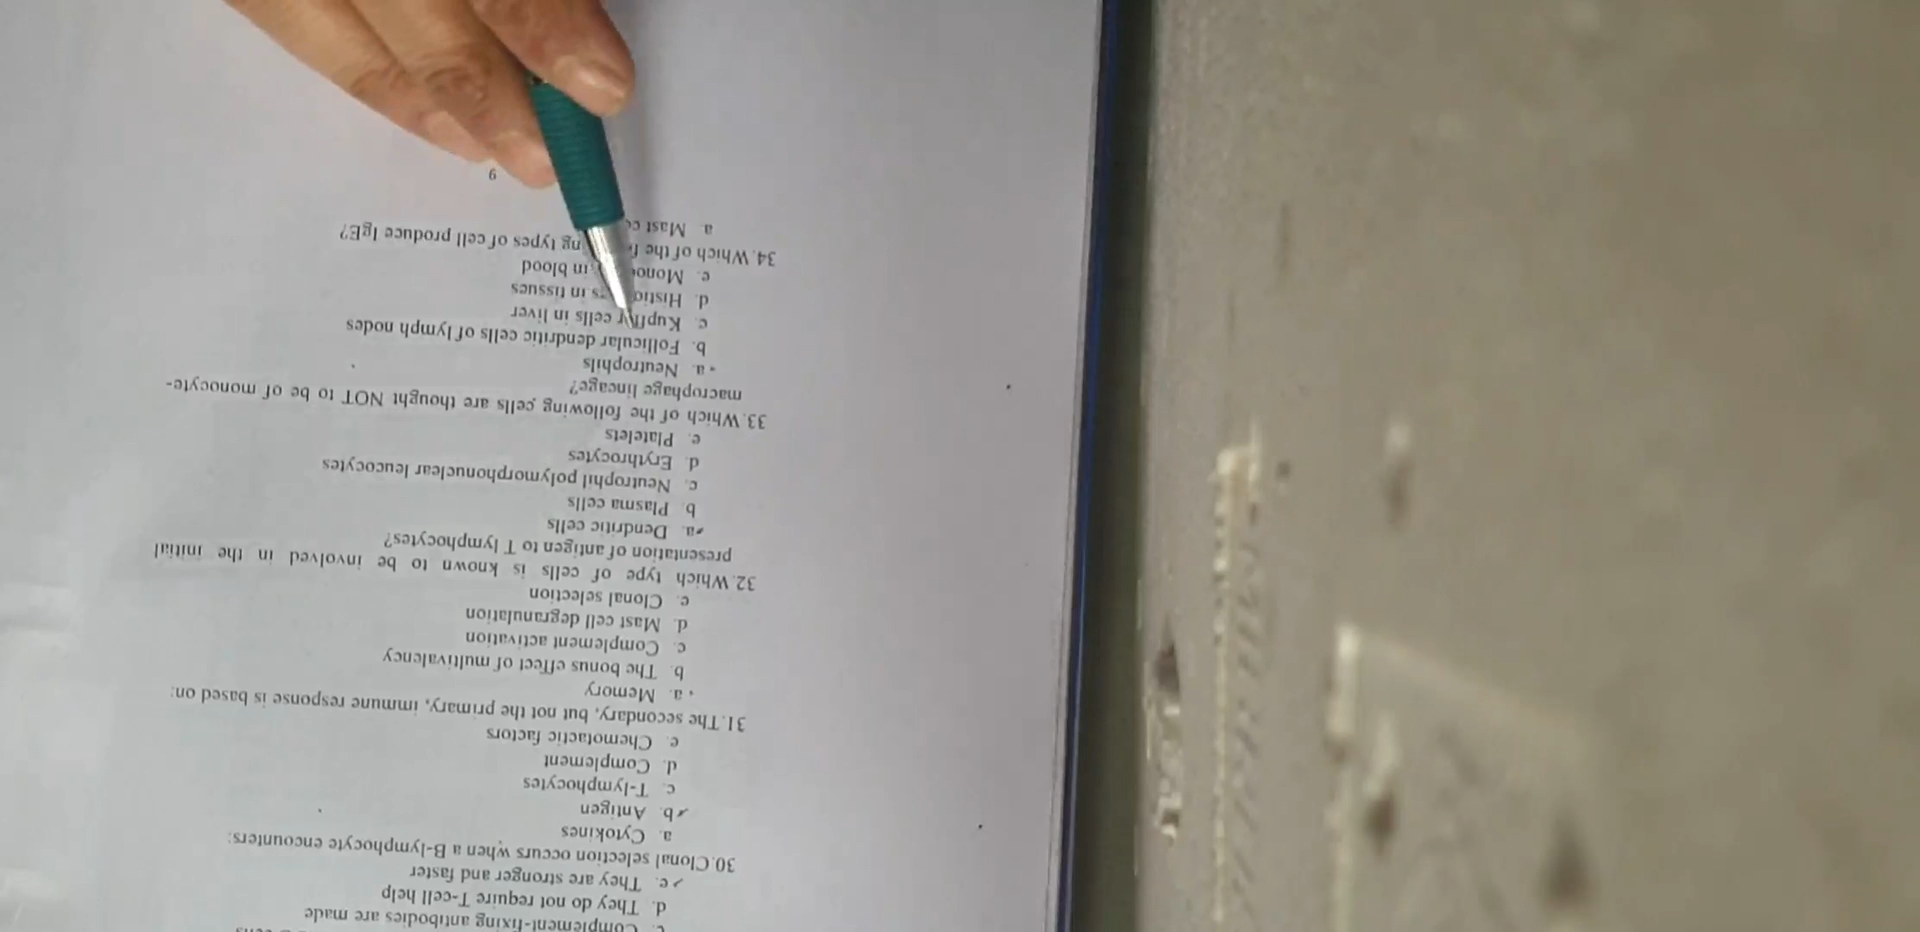 c. Complement-fixing antibodies are made
d. They do not require T-cell help
e. They are stronger and faster
30.Clonal selection occurs when a B-lymphocyte encounters:
a. Cytokines
b. Antigen
c. T-lymphocytes
d. Complement
e. Chemotactic factors
31.The secondary, but not the primary, immune response is based on:
a. Memory
b. The bonus effect of multivalency
c. Complement activation
d. Mast cell degranulation
e. Clonal selection
32.Which type of cells is known to be involved in the initial
presentation of antigen to T lymphocytes?
a. Dendritic cells
b. Plasma cells
c. Neutrophil polymorphonuclear leucocytes
d. Erythrocytes
e. Platelets
33.Which of the following cells are thought NOT to be of monocyte-
macrophage lineage?
a. Neutrophils
b. Follicular dendritic cells of lymph nodes
c. Kupffer cells in liver
d. in tissues
e. in blood
34.Which of the types of cell produce IgE?
a Mast
9